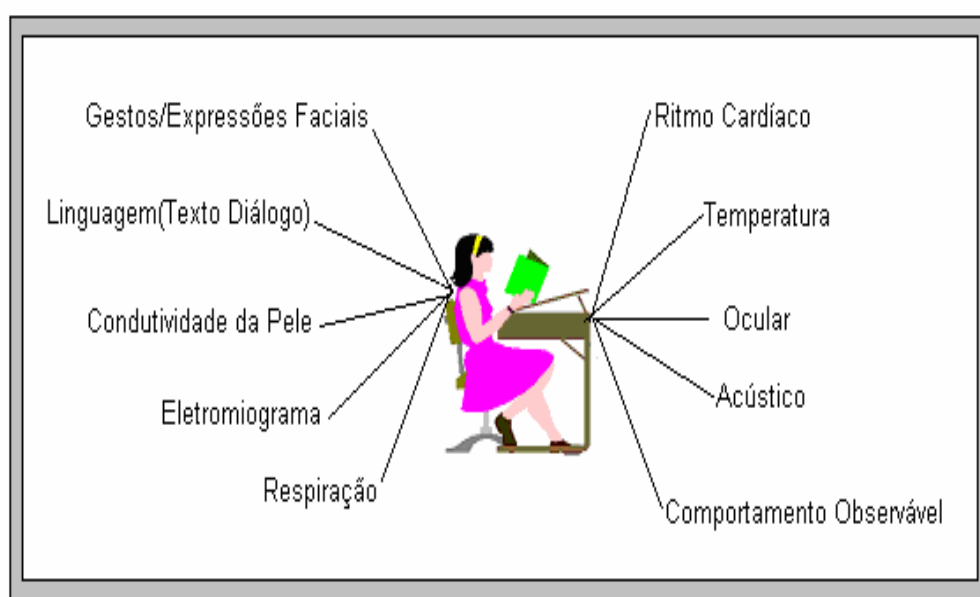 Gestos/Expressões Faciais
Linguagem(Texto Diálogo)
Condutividade da Pele
Eletromiograma
Respiração
Ritmo Cardíaco
Temperatura
Ocular
Acústico
Comportamento Observável